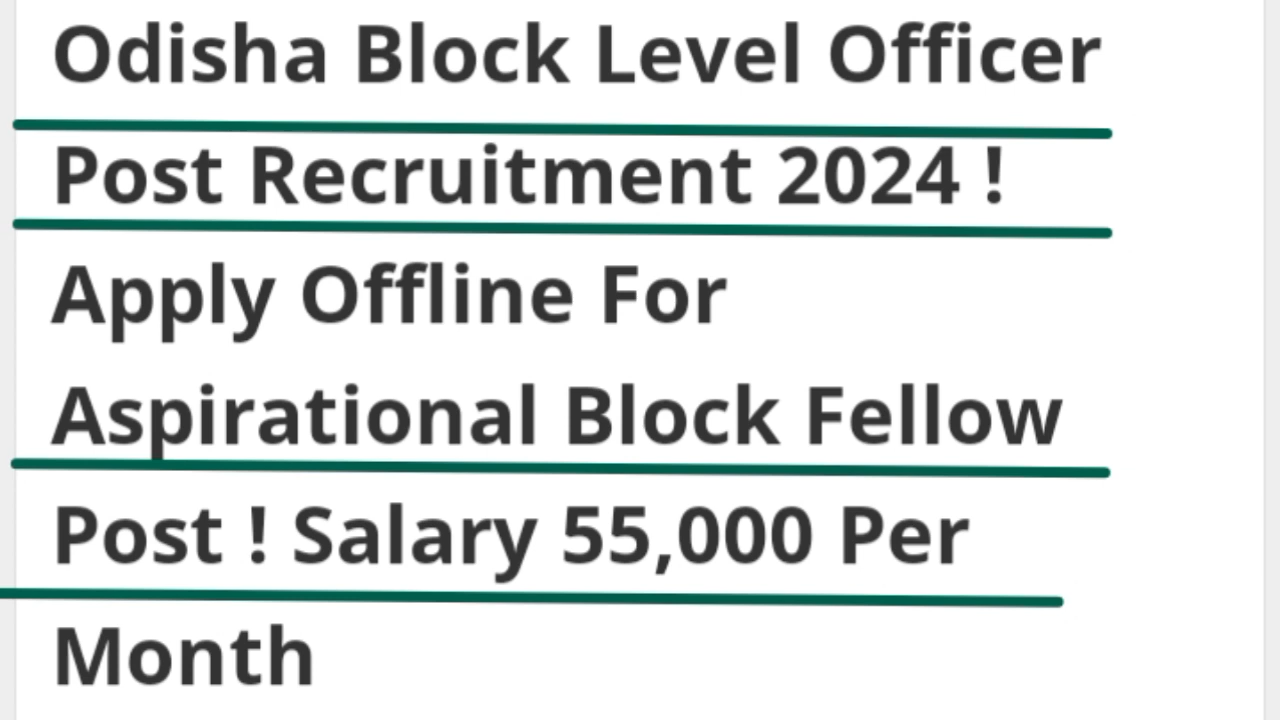 Odisha Block Level Officer
Post Recruitment 2024 !
Apply Offline For
Aspirational Block Fellow
Post ! Salary 55,000 Per
Month